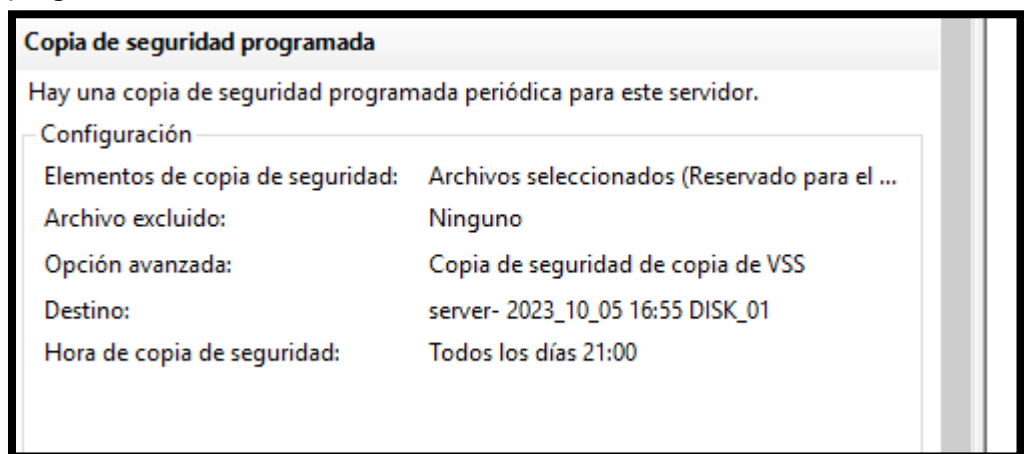 Copia de seguridad programada
Hay una copia de seguridad programada periódica para este servidor.
Configuración
Elementos de copia de seguridad: Archivos seleccionados (Reservado para el ...
Archivo excluido: Ninguno
Opción avanzada: Copia de seguridad de copia de VSS
Destino: server- 2023_10_05 16:55 DISK_01
Hora de copia de seguridad: Todos los días 21:00